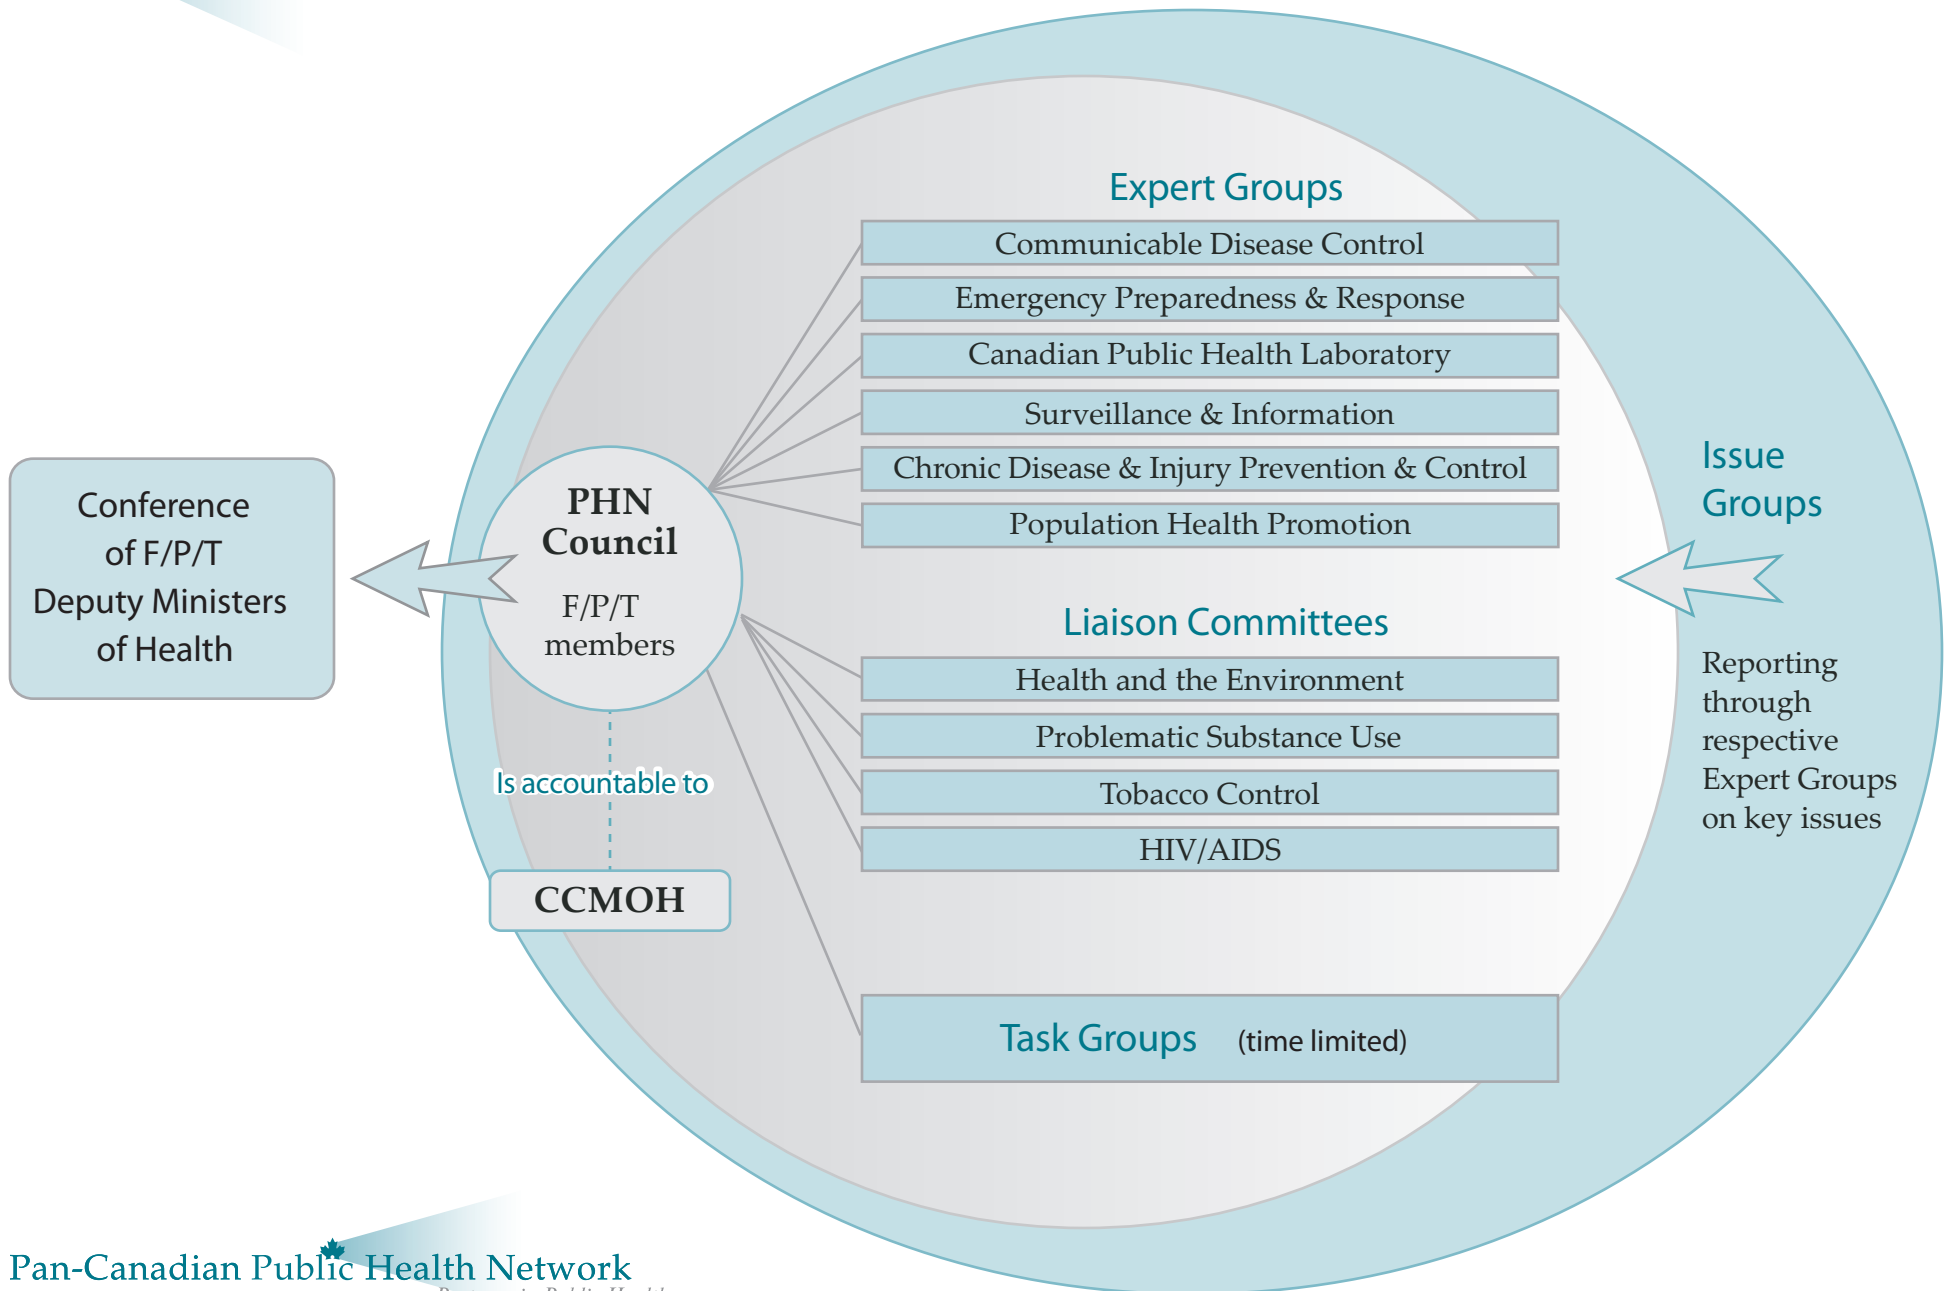 Expert Groups
Communicable Disease Control
Emergency Preparedness & Response
Canadian Public Health Laboratory
Surveillance & Information
Chronic Disease & Injury Prevention & Control
Population Health Promotion
Conference
of F/P/T
Deputy Ministers
of Health
PHN
Council
F/P/T
members
Issue
Groups
Liaison Committees
Health and the Environment
Problematic Substance Use
Tobacco Control
HIV/AIDS
Reporting
through
respective
Expert Groups
on key issues
Is accountable to
CCMOH
Task Groups (time limited)
Pan-Canadian Public Health Network
Public Health